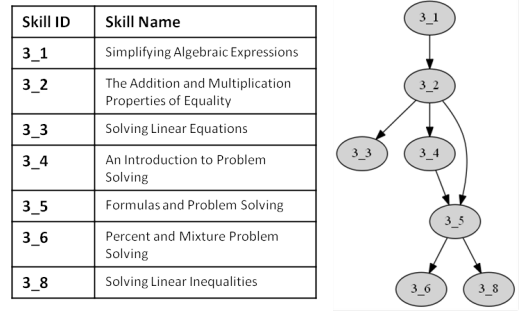 Skill ID Skill Name
3_1 Simplifying Algebraic Expressions
3_2 The Addition and Multiplication
Properties of Equality
3_3 Solving Linear Equations
3_4 An Introduction to Problem
Solving
3_5 Formulas and Problem Solving
3_6 Percent and Mixture Problem
Solving
3_8 Solving Linear Inequalities
3_1
3_2
3_3 3_4
3_5
3_6 3_8